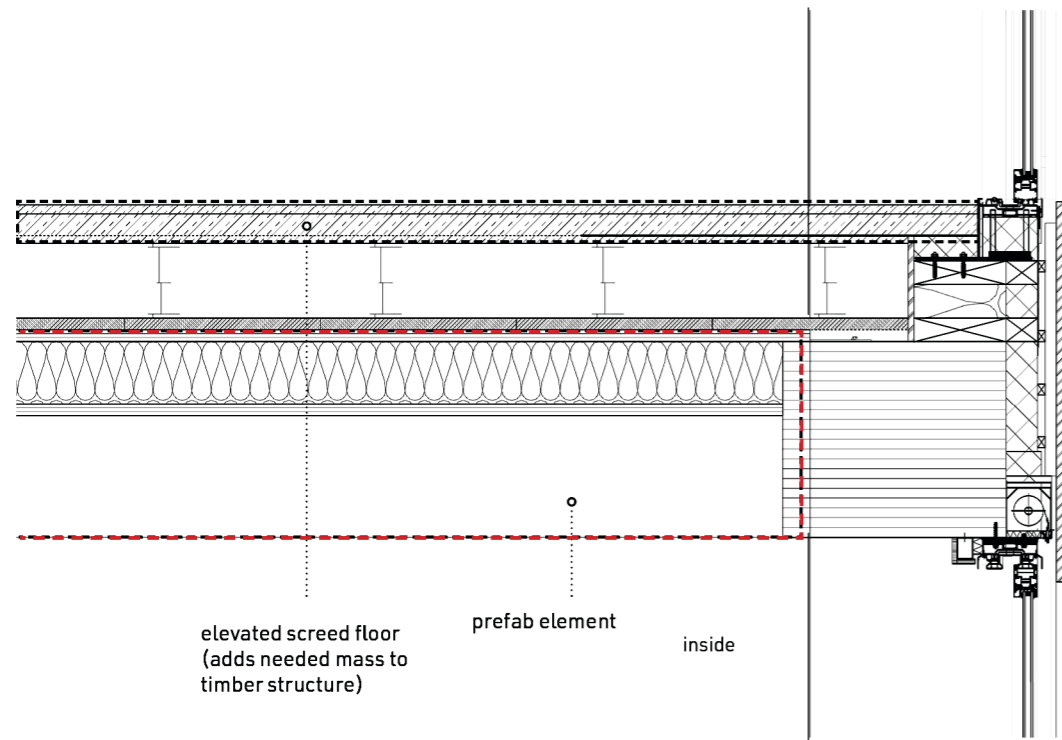 elevated screed floor
(adds needed mass to
timber structure)
prefab element
inside